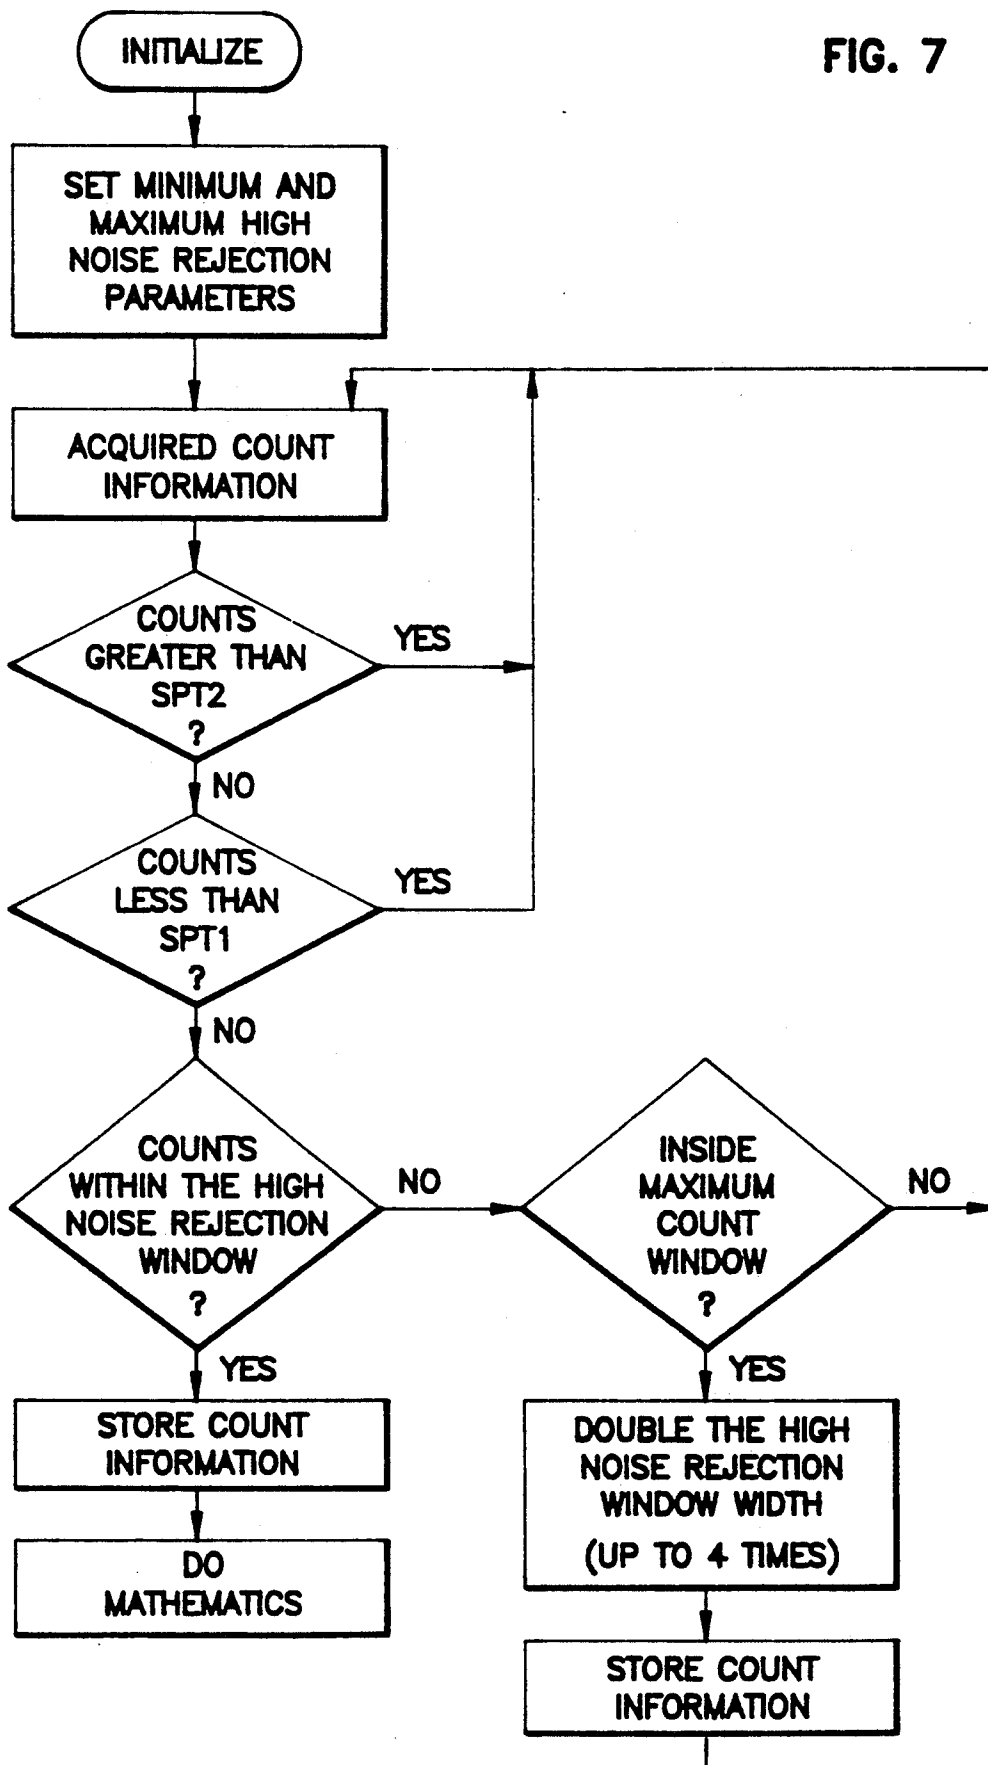 INITIALIZE
FIG. 7
SET MINIMUM AND
MAXIMUM HIGH
NOISE REJECTION
PARAMETERS
ACQUIRED COUNT
INFORMATION
COUNTS
GREATER THAN
SPT2
?
YES
NO
COUNTS
LESS THAN
SPT1
?
YES
NO
COUNTS
WITHIN THE HIGH
NOISE REJECTION
WINDOW
?
NO
INSIDE
MAXIMUM
COUNT
WINDOW
?
NO
YES
STORE COUNT
INFORMATION
DO
MATHEMATICS
YES
DOUBLE THE HIGH
NOISE REJECTION
WINDOW WIDTH
(UP TO 4 TIMES)
STORE COUNT
INFORMATION